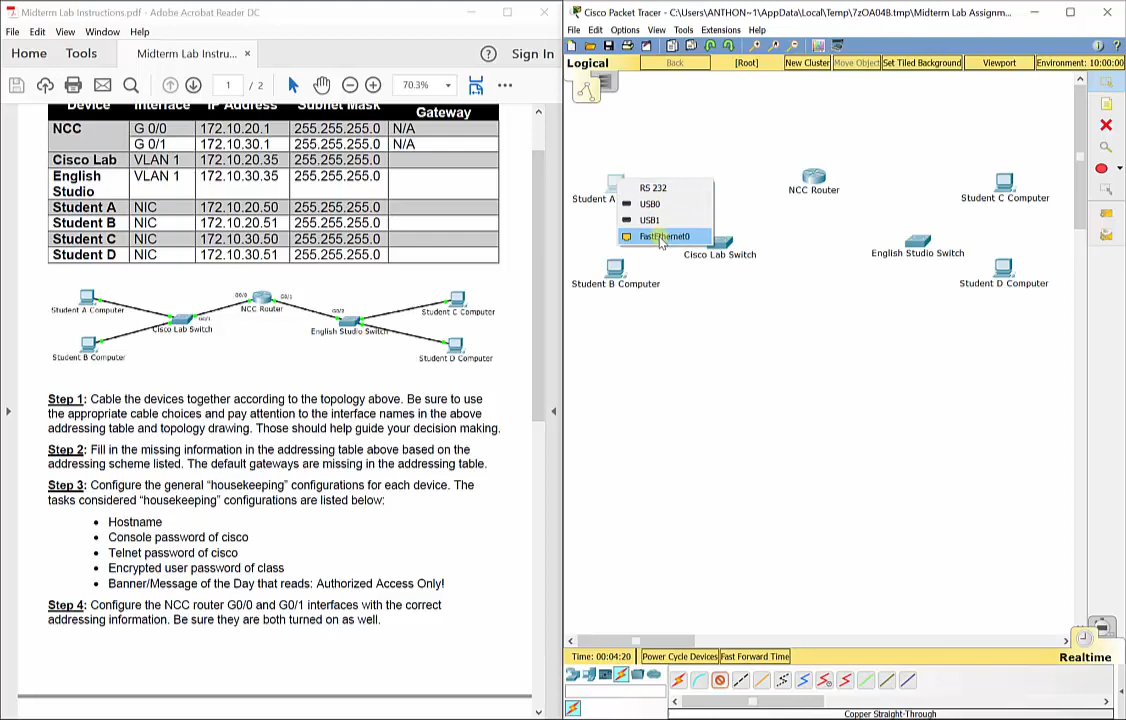 Midterm Lab Instructions.pdf - Adobe Acrobat Reader DC
File Edit View Window Help
Home Tools Midterm Lab Instru... × Sign In
1 / 2 70.3%
Device Interface IP Address Subnet Mask Gateway
NCC G 0/0 172.10.20.1 255.255.255.0 N/A
G 0/1 172.10.30.1 255.255.255.0 N/A
Cisco Lab VLAN 1 172.10.20.35 255.255.255.0
English Studio VLAN 1 172.10.30.35 255.255.255.0
Student A NIC 172.10.20.50 255.255.255.0
Student B NIC 172.10.20.51 255.255.255.0
Student C NIC 172.10.30.50 255.255.255.0
Student D NIC 172.10.30.51 255.255.255.0
Student A Computer
Cisco Lab Switch
G0/0 G0/1
NCC Router
English Studio Switch
Student C Computer
Student B Computer
Student D Computer
Step 1: Cable the devices together according to the topology above. Be sure to use
the appropriate cable choices and pay attention to the interface names in the above
addressing table and topology drawing. Those should help guide your decision making.
Step 2: Fill in the missing information in the addressing table above based on the
addressing scheme listed. The default gateways are missing in the addressing table.
Step 3: Configure the general “housekeeping” configurations for each device. The
tasks considered “housekeeping” configurations are listed below:
• Hostname
• Console password of cisco
• Telnet password of cisco
• Encrypted user password of class
• Banner/Message of the Day that reads: Authorized Access Only!
Step 4: Configure the NCC router G0/0 and G0/1 interfaces with the correct
addressing information. Be sure they are both turned on as well.
Cisco Packet Tracer - C:\Users\ANTHON~1\AppData\Local\Temp\7zOA04B.tmp\Midterm Lab Assignm...
File Edit Options View Tools Extensions Help
Logical Back [Root] New Cluster Move Object Set Tiled Background Viewport Environment: 10:00:00
Student A
RS 232
USB0
USB1
FastEthernet0
NCC Router
Student C Computer
Cisco Lab Switch
English Studio Switch
Student B Computer
Student D Computer
Time: 00:04:20 Power Cycle Devices Fast Forward Time
Realtime
Copper Straight-Through